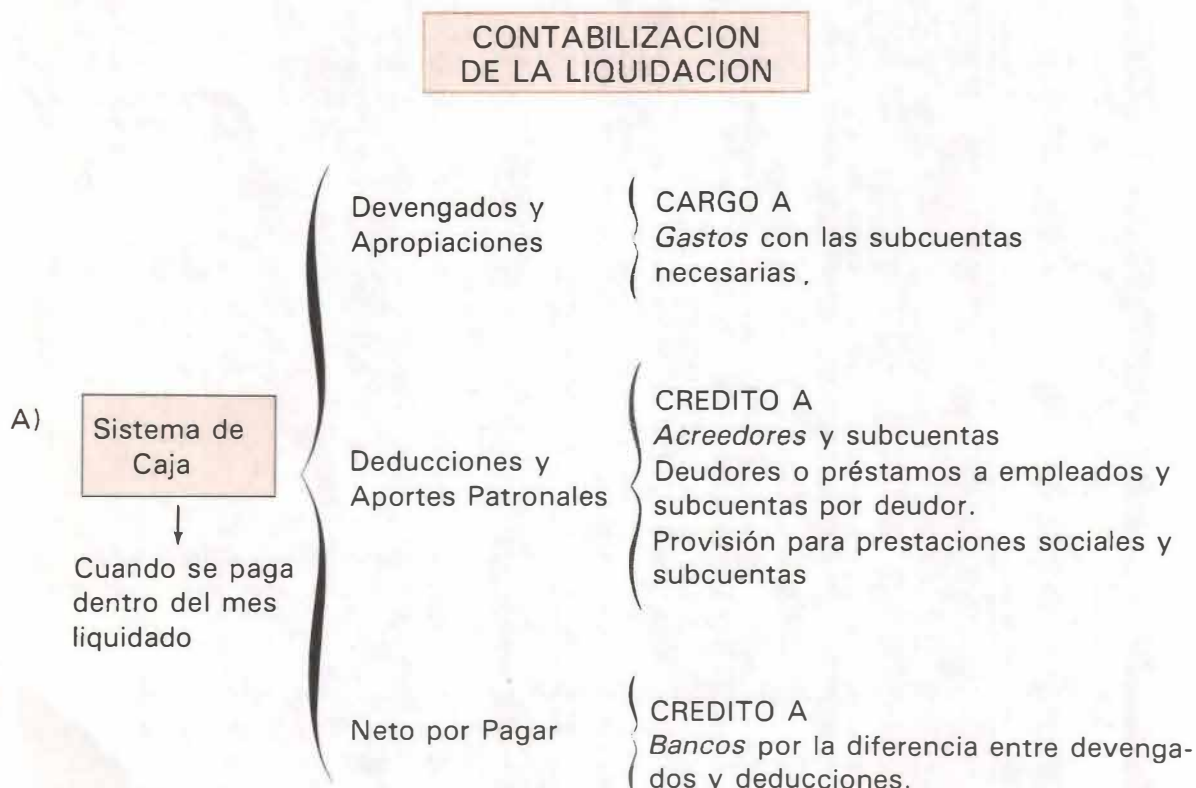 CONTABILIZACION
DE LA LIQUIDACION
A)
Sistema de
Caja
Cuando se paga
dentro del mes
liquidado
Devengados y
Apropiaciones
CARGO A
Gastos con las subcuentas
necesarias.
Deducciones y
Aportes Patronales
CREDITO A
Acreedores y subcuentas
Deudores o préstamos a empleados y
subcuentas por deudor.
Provisión para prestaciones sociales y
subcuentas
Neto por Pagar
CREDITO A
Bancos por la diferencia entre devenga-
dos y deducciones.